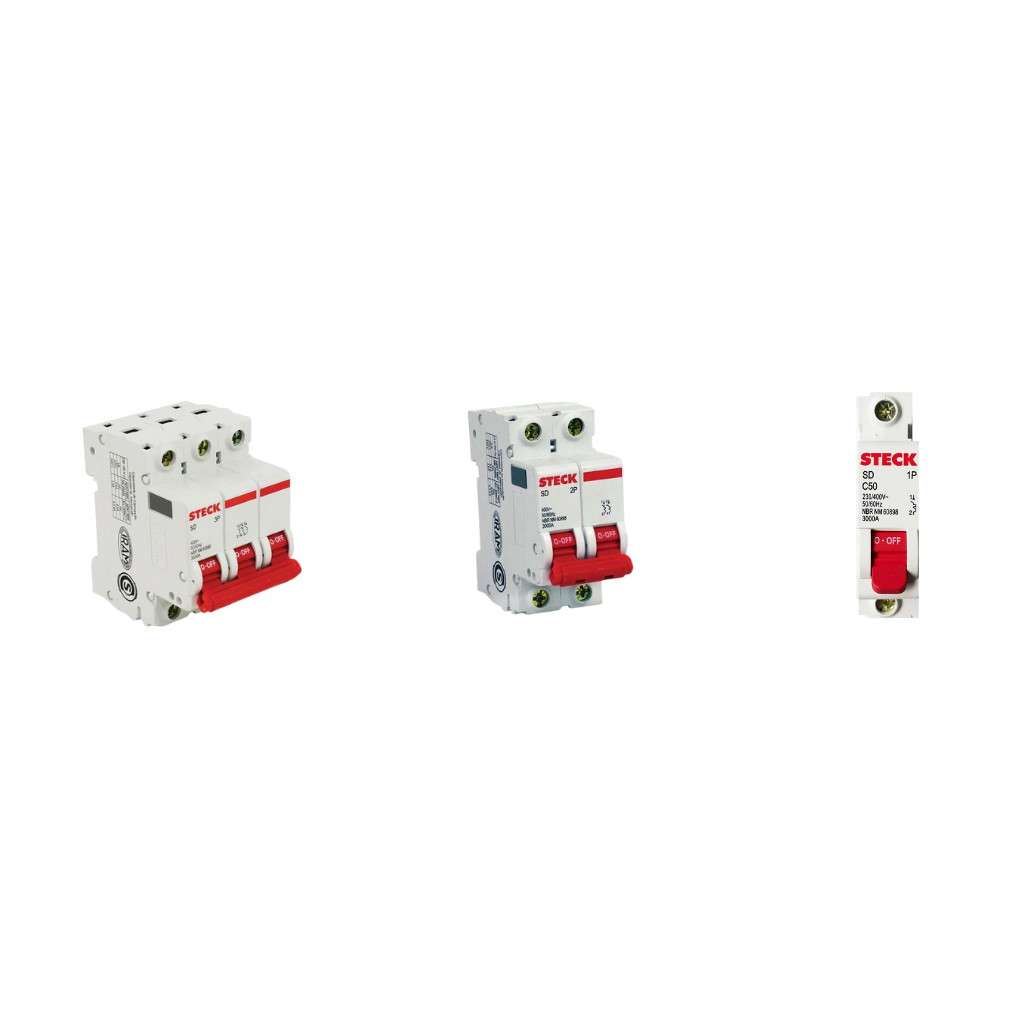 STECK
SD 3P
400V~
50/60Hz
NBR NM 60898
3000A
O-OFF
O-OFF
O-OFF
IRAM
S
STECK
SD 2P
400V~
50/60Hz
NBR NM 60898
3000A
O-OFF
O-OFF
IRAM
S
STECK
SD 1P
C50
230/400V~
50/60Hz
NBR NM 60898
3000A
O-OFF